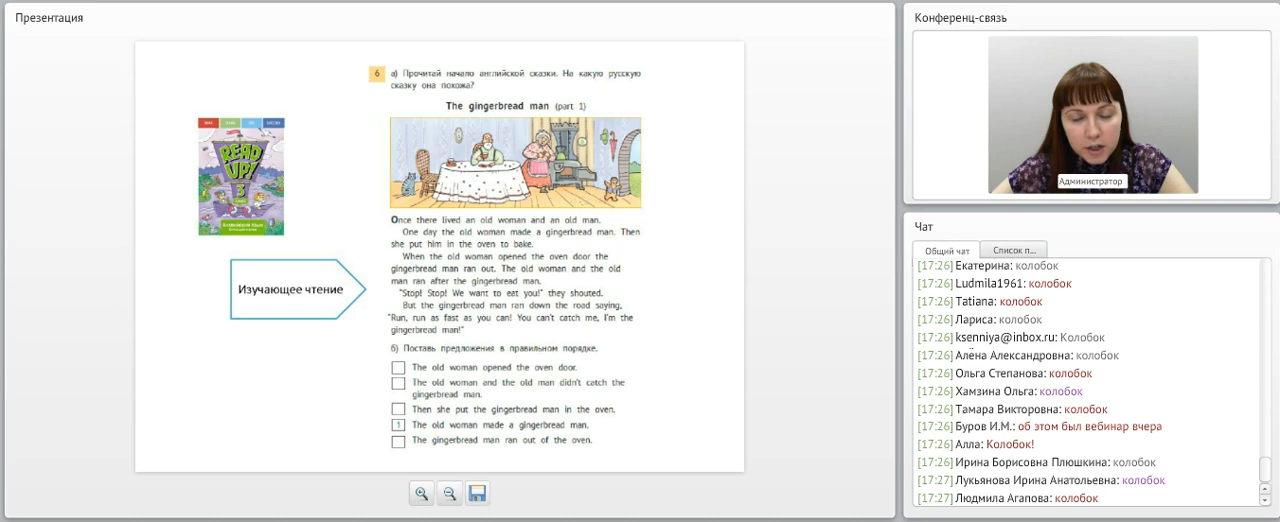 Презентация
6
а) Прочитай начало английской сказки. На какую русскую
сказку она похожа?
The gingerbread man (part 1)
READ
UP!
3
Изучающее чтение
Once there lived an old woman and an old man.
One day the old woman made a gingerbread man. Then
she put him in the oven to bake.
When the old woman opened the oven door the
gingerbread man ran out. The old woman and the old
man ran after the gingerbread man.
"Stop! Stop! We want to eat you!" they shouted.
But the gingerbread man ran down the road saying,
"Run, run as fast as you can! You can't catch me, I'm the
gingerbread man!"
б) Поставь предложения в правильном порядке.
The old woman opened the oven door.
The old woman and the old man didn't catch the
gingerbread man.
Then she put the gingerbread man in the oven.
1 The old woman made a gingerbread man.
The gingerbread man ran out of the oven.
Конференц-связь
Администратор
Чат
Общий чат
Список п...
[17:26] Екатерина: колобок
[17:26] Ludmila1961: колобок
[17:26] Tatiana: колобок
[17:26] Лариса: колобок
[17:26] ksenniya@inbox.ru: Колобок
[17:26] Алёна Александровна: колобок
[17:26] Ольга Степанова: колобок
[17:26] Хамзина Ольга: колобок
[17:26] Тамара Викторовна: колобок
[17:26] Буров И.М.: об этом был вебинар вчера
[17:26] Алла: Колобок!
[17:26] Ирина Борисовна Плюшкина: колобок
[17:27] Лукьянова Ирина Анатольевна: колобок
[17:27] Людмила Агапова: колобок